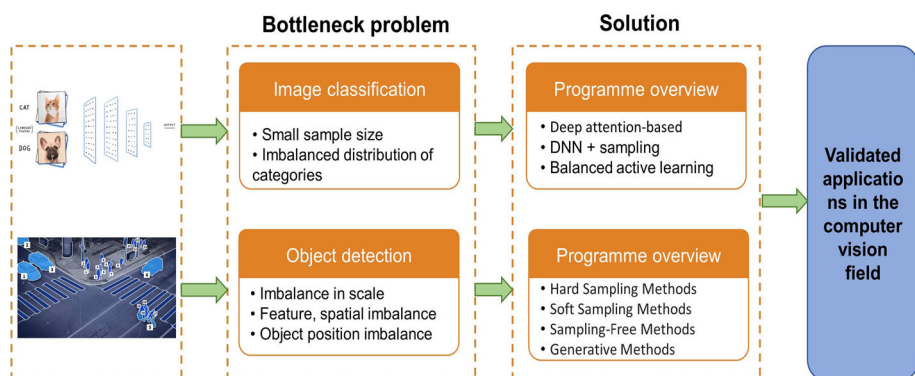 Bottleneck problem
Solution
CAT
DOG
OUTPUT
Image classification
• Small sample size
• Imbalanced distribution of
categories
Programme overview
• Deep attention-based
• DNN + sampling
• Balanced active learning
Object detection
• Imbalance in scale
• Feature, spatial imbalance
• Object position imbalance
Programme overview
• Hard Sampling Methods
• Soft Sampling Methods
• Sampling-Free Methods
• Generative Methods
Validated
applicatio
ns in the
computer
vision
field